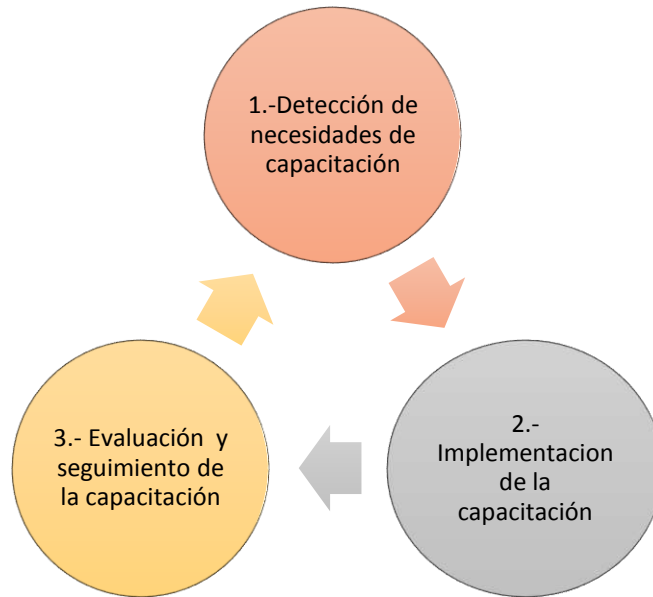 1.-Detección de
necesidades de
capacitación
2.-
Implementacion
de la
capacitación
3.- Evaluación y
seguimiento de
la capacitación